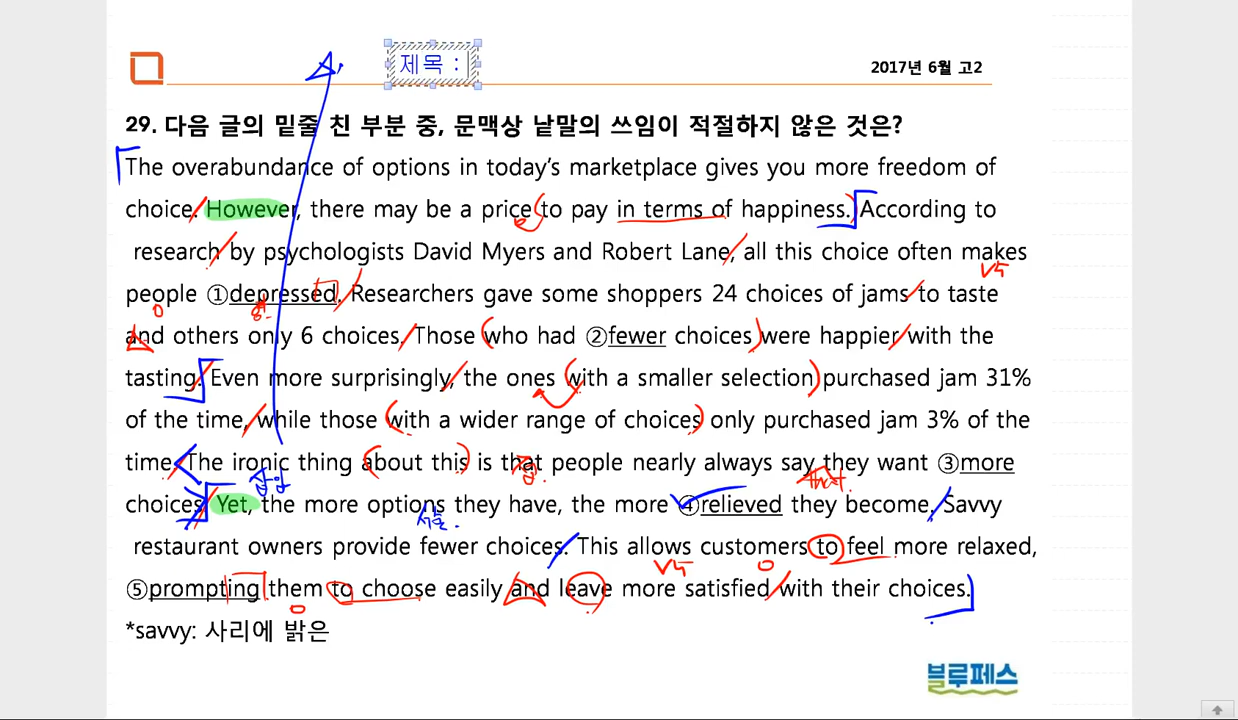 제목 :
2017년 6월 고2
29. 다음 글의 밑줄 친 부분 중, 문맥상 낱말의 쓰임이 적절하지 않은 것은?
The overabundance of options in today's marketplace gives you more freedom of
choice. However, there may be a price to pay in terms of happiness. According to
research by psychologists David Myers and Robert Lane, all this choice often makes
people ①depressed. Researchers gave some shoppers 24 choices of jams to taste
and others only 6 choices. Those who had ②fewer choices were happier with the
tasting. Even more surprisingly, the ones with a smaller selection purchased jam 31%
of the time, while those with a wider range of choices only purchased jam 3% of the
time. The ironic thing about this is that people nearly always say they want ③more
choices. Yet, the more options they have, the more ④relieved they become. Savvy
restaurant owners provide fewer choices. This allows customers to feel more relaxed,
⑤prompting them to choose easily and leave more satisfied with their choices.
*savvy: 사리에 밝은
블루페스